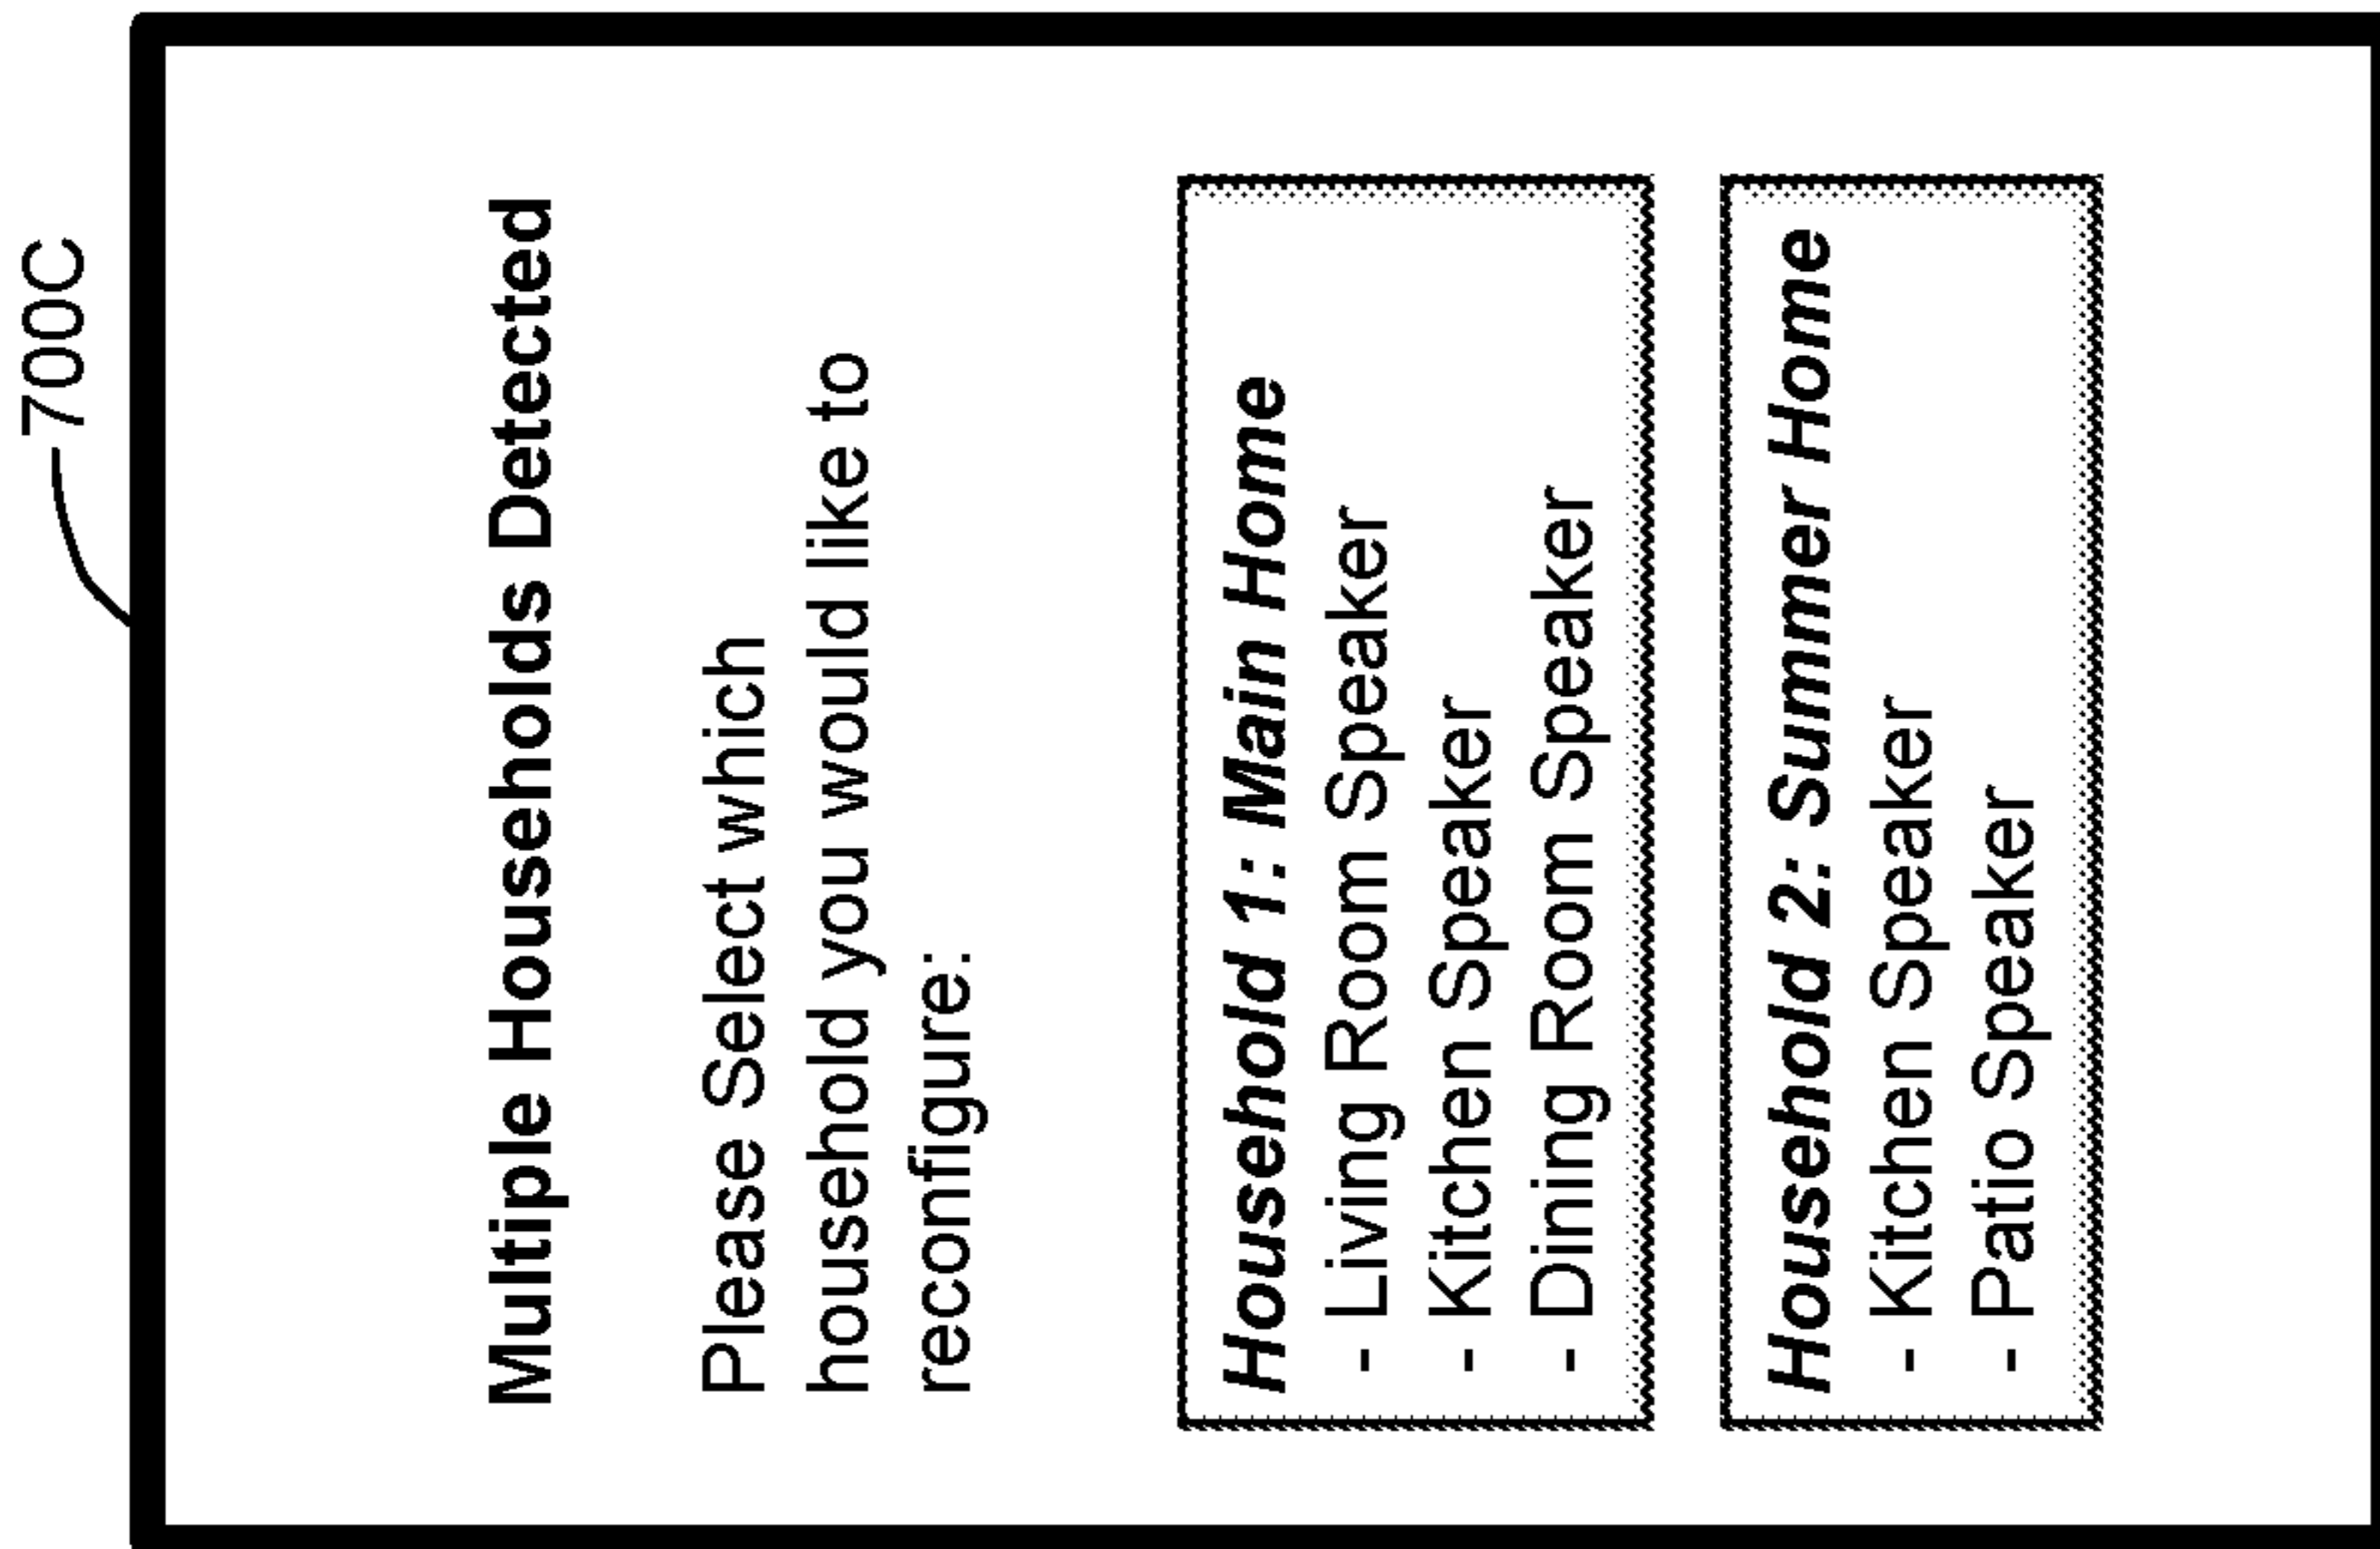 700C
Multiple Households Detected
Please Select which
household you would like to
reconfigure:
Household 1: Main Home
- Living Room Speaker
- Kitchen Speaker
- Dining Room Speaker
Household 2: Summer Home
- Kitchen Speaker
- Patio Speaker